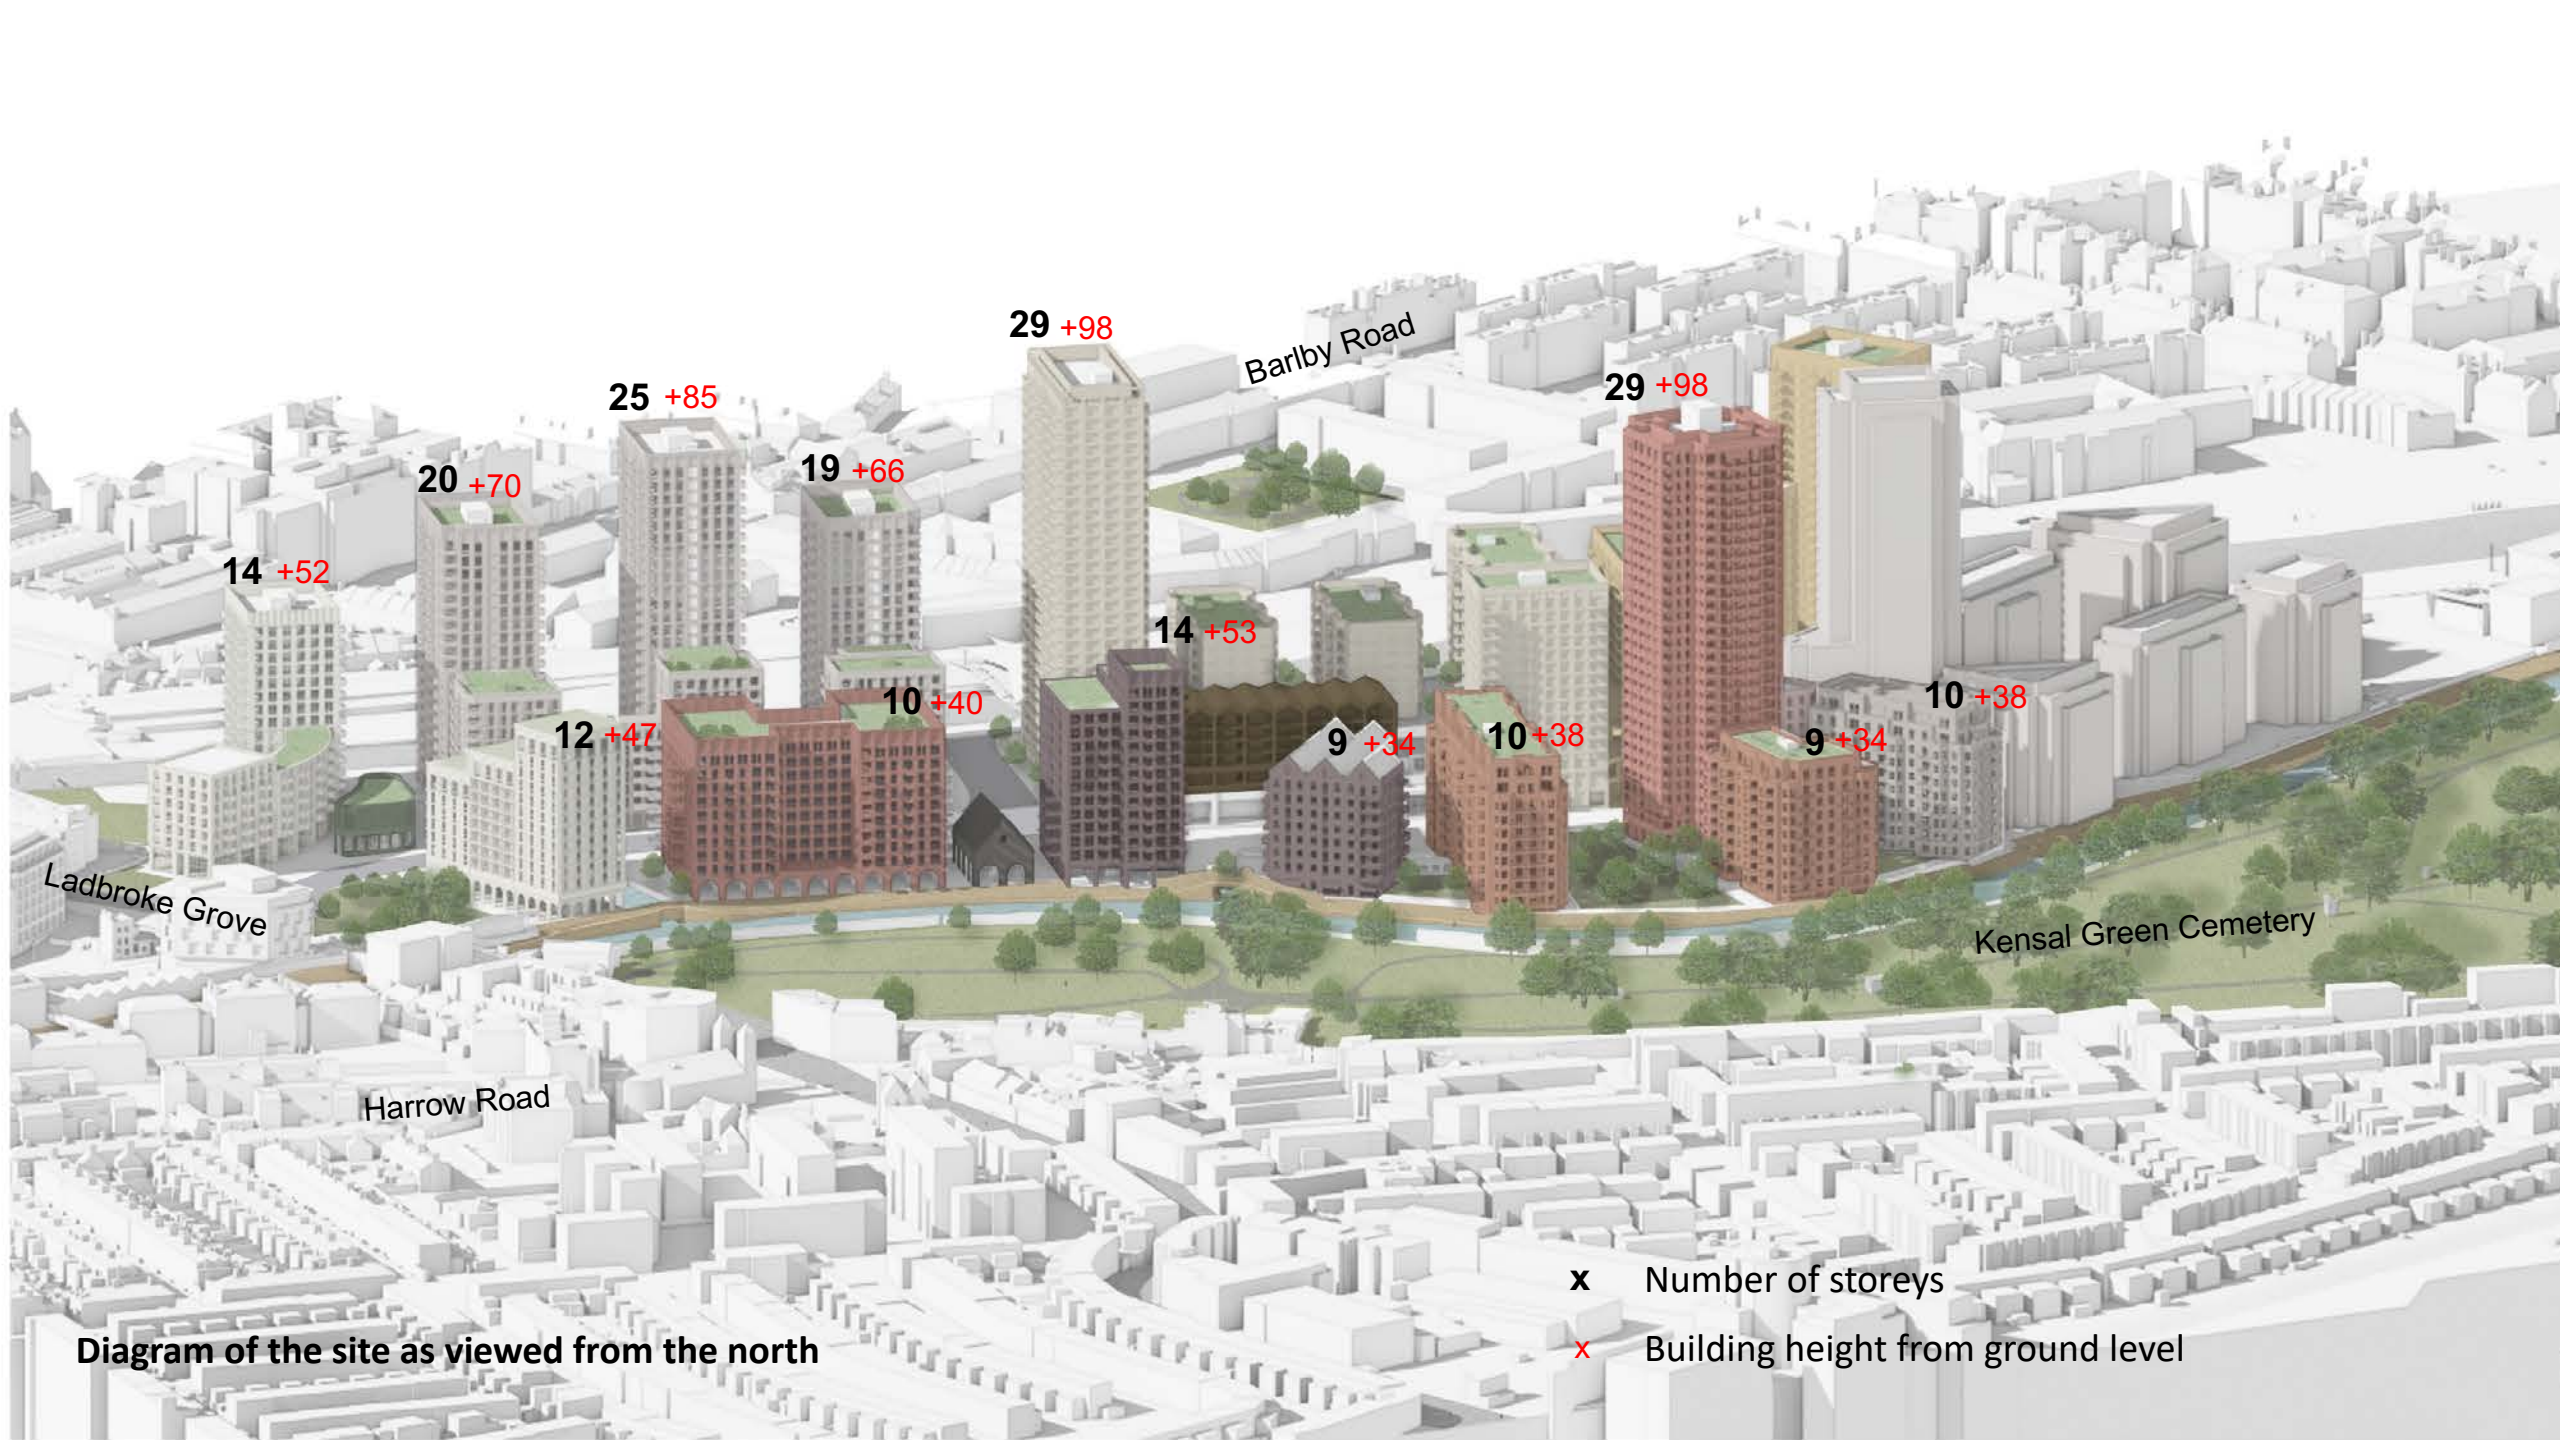 29 +98
Barlby Road
29 +98
25 +85
19 +66
20 +70
14 +52
14 +53
10 +40
10 +38
12 +47
9 +34
10 +38
9 +34
Ladbroke Grove
Kensal Green Cemetery
Harrow Road
x Number of storeys
x Building height from ground level
Diagram of the site as viewed from the north